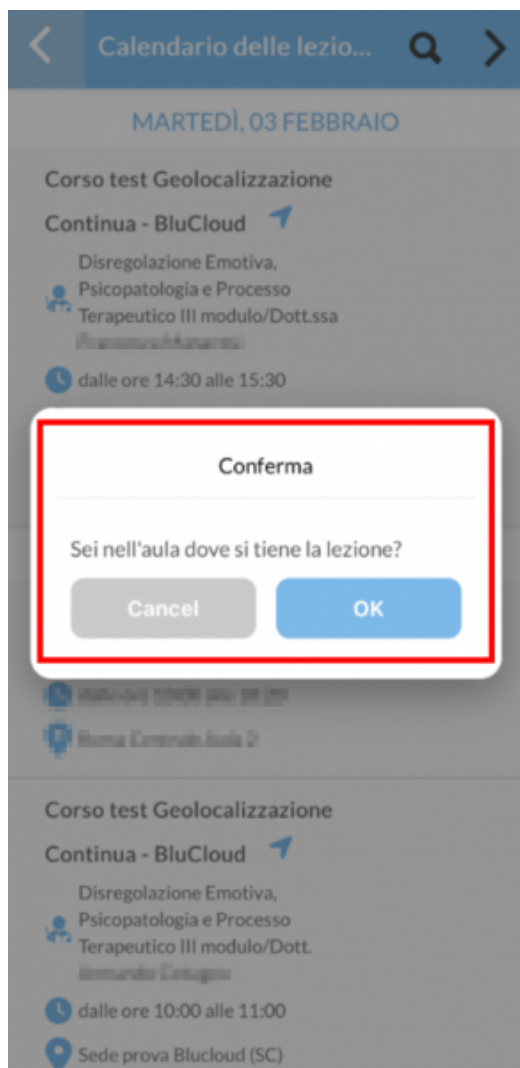 Calendario delle lezio...
MARTEDÌ, 03 FEBBRAIO
Corso test Geolocalizzazione
Continua - BluCloud
Disregolazione Emotiva,
Psicopatologia e Processo
Terapeutico III modulo/Dott.ssa
dalle ore 14:30 alle 15:30
Conferma
Sei nell'aula dove si tiene la lezione?
Cancel
OK
Corso test Geolocalizzazione
Continua - BluCloud
Disregolazione Emotiva,
Psicopatologia e Processo
Terapeutico III modulo/Dott.
dalle ore 10:00 alle 11:00
Sede prova Blucloud (SC)